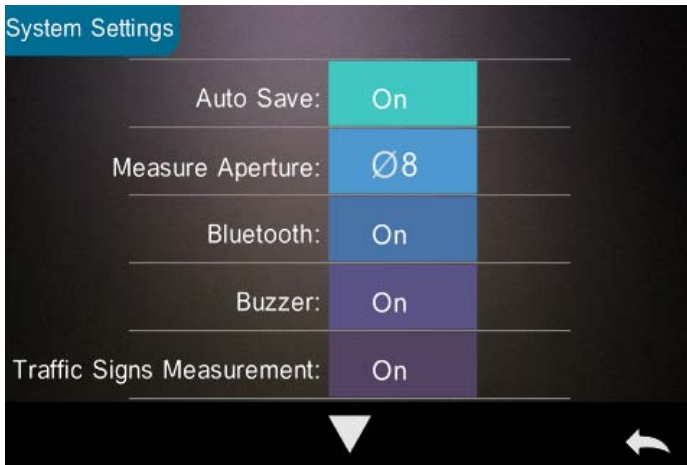 System Settings
Auto Save: On
Measure Aperture: Ø8
Bluetooth: On
Buzzer: On
Traffic Signs Measurement: On